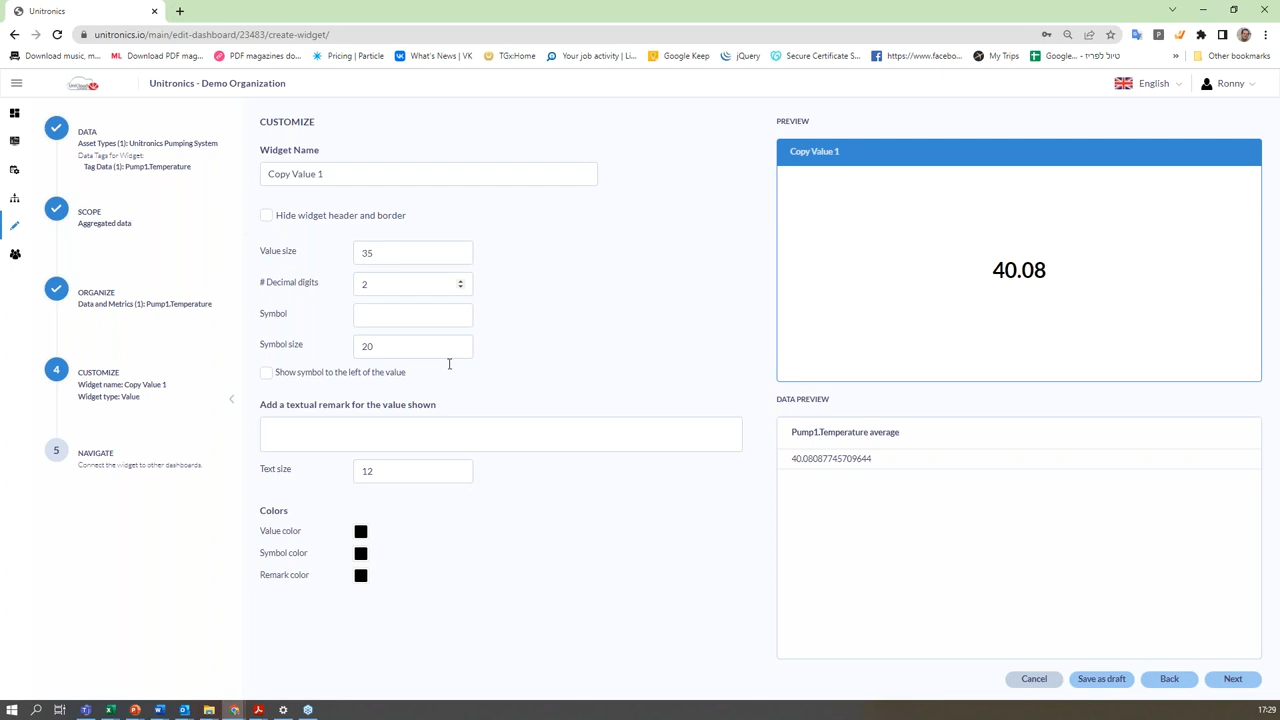 Unitronics
unitronics.io/main/edit-dashboard/23483/create-widget/
Download music, m...
ML Download PDF mag...
PDF magazines do...
Pricing | Particle
What's News | VK
TGx:Home
Your job activity | Li...
Google Keep
jQuery
Secure Certificate S...
https://www.facebo...
My Trips
Google... טיול לפריז -
»
Other bookmarks
Unitronics - Demo Organization
English
Ronny
DATA
Asset Types (1): Unitronics Pumping System
Data Tags for Widget:
Tag Data (1): Pump1.Temperature
SCOPE
Aggregated data
ORGANIZE
Data and Metrics (1): Pump1.Temperature
4
CUSTOMIZE
Widget name: Copy Value 1
Widget type: Value
5
NAVIGATE
Connect the widget to other dashboards.
CUSTOMIZE
Widget Name
Copy Value 1
Hide widget header and border
Value size
35
# Decimal digits
2
Symbol
Symbol size
20
Show symbol to the left of the value
Add a textual remark for the value shown
Text size
12
Colors
Value color
Symbol color
Remark color
PREVIEW
Copy Value 1
40.08
DATA PREVIEW
Pump1.Temperature average
40.08087745709644
Cancel
Save as draft
Back
Next
17:29